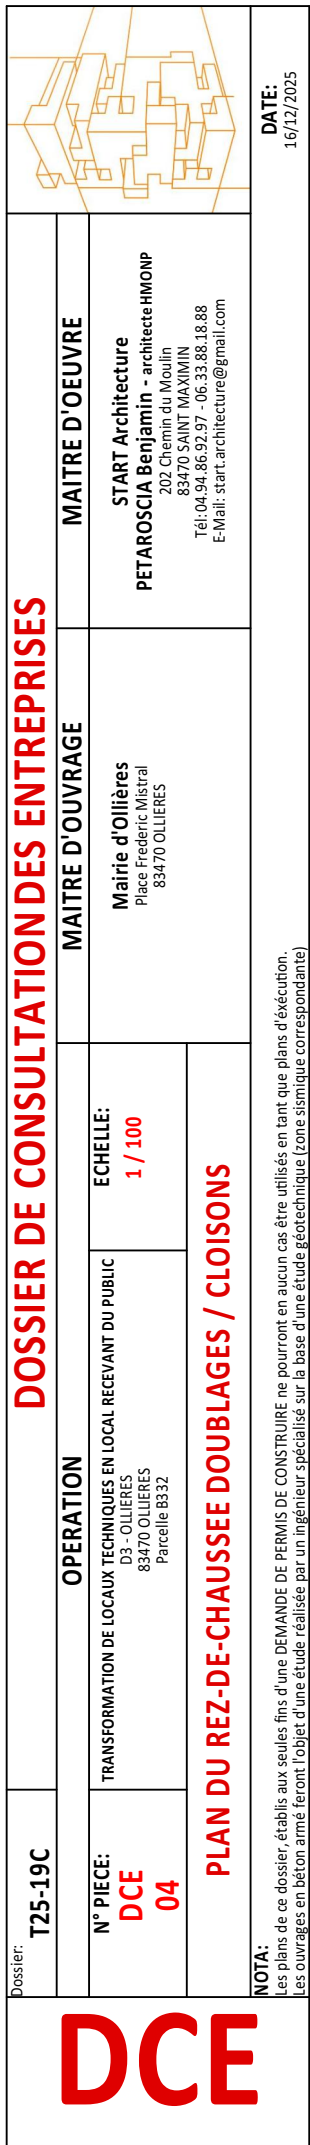 DCE
Dossier:
T25-19C
DOSSIER DE CONSULTATION DES ENTREPRISES
OPERATION
MAITRE D'OUVRAGE
MAITRE D'OEUVRE
N° PIECE:
DCE
04
TRANSFORMATION DE LOCAUX TECHNIQUES EN LOCAL RECEVANT DU PUBLIC
D3 - OLLIERES
83470 OLLIERES
Parcelle B332
ECHELLE:
1 / 100
Mairie d'Ollières
Place Frederic Mistral
83470 OLLIERES
START Architecture
PETAROSCIA Benjamin - architecte HMONP
202 Chemin du Moulin
83470 SAINT MAXIMIN
Tél: 04.94.86.92.97 - 06.33.88.18.88
E-Mail: start.architecture@gmail.com
PLAN DU REZ-DE-CHAUSSEE DOUBLAGES / CLOISONS
NOTA:
Les plans de ce dossier, établis aux seules fins d'une DEMANDE DE PERMIS DE CONSTRUIRE ne pourront en aucun cas être utilisés en tant que plans d'éxécution.
Les ouvrages en béton armé feront l'objet d'une étude réalisée par un ingénieur spécialisé sur la base d'une étude géotechnique (zone sismique correspondante)
DATE:
16/12/2025